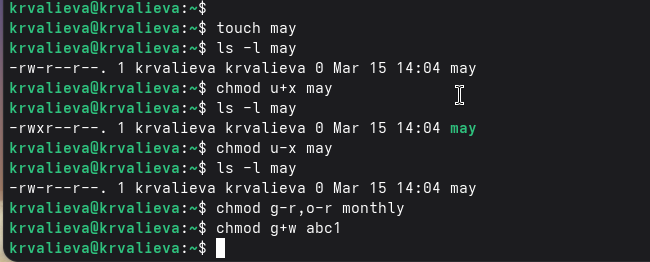 krvalieva@krvalieva:~$
krvalieva@krvalieva:~$ touch may
krvalieva@krvalieva:~$ ls -l may
-rw-r--r--. 1 krvalieva krvalieva 0 Mar 15 14:04 may
krvalieva@krvalieva:~$ chmod u+x may
krvalieva@krvalieva:~$ ls -l may
-rwxr--r--. 1 krvalieva krvalieva 0 Mar 15 14:04 may
krvalieva@krvalieva:~$ chmod u-x may
krvalieva@krvalieva:~$ ls -l may
-rw-r--r--. 1 krvalieva krvalieva 0 Mar 15 14:04 may
krvalieva@krvalieva:~$ chmod g-r,o-r monthly
krvalieva@krvalieva:~$ chmod g+w abc1
krvalieva@krvalieva:~$